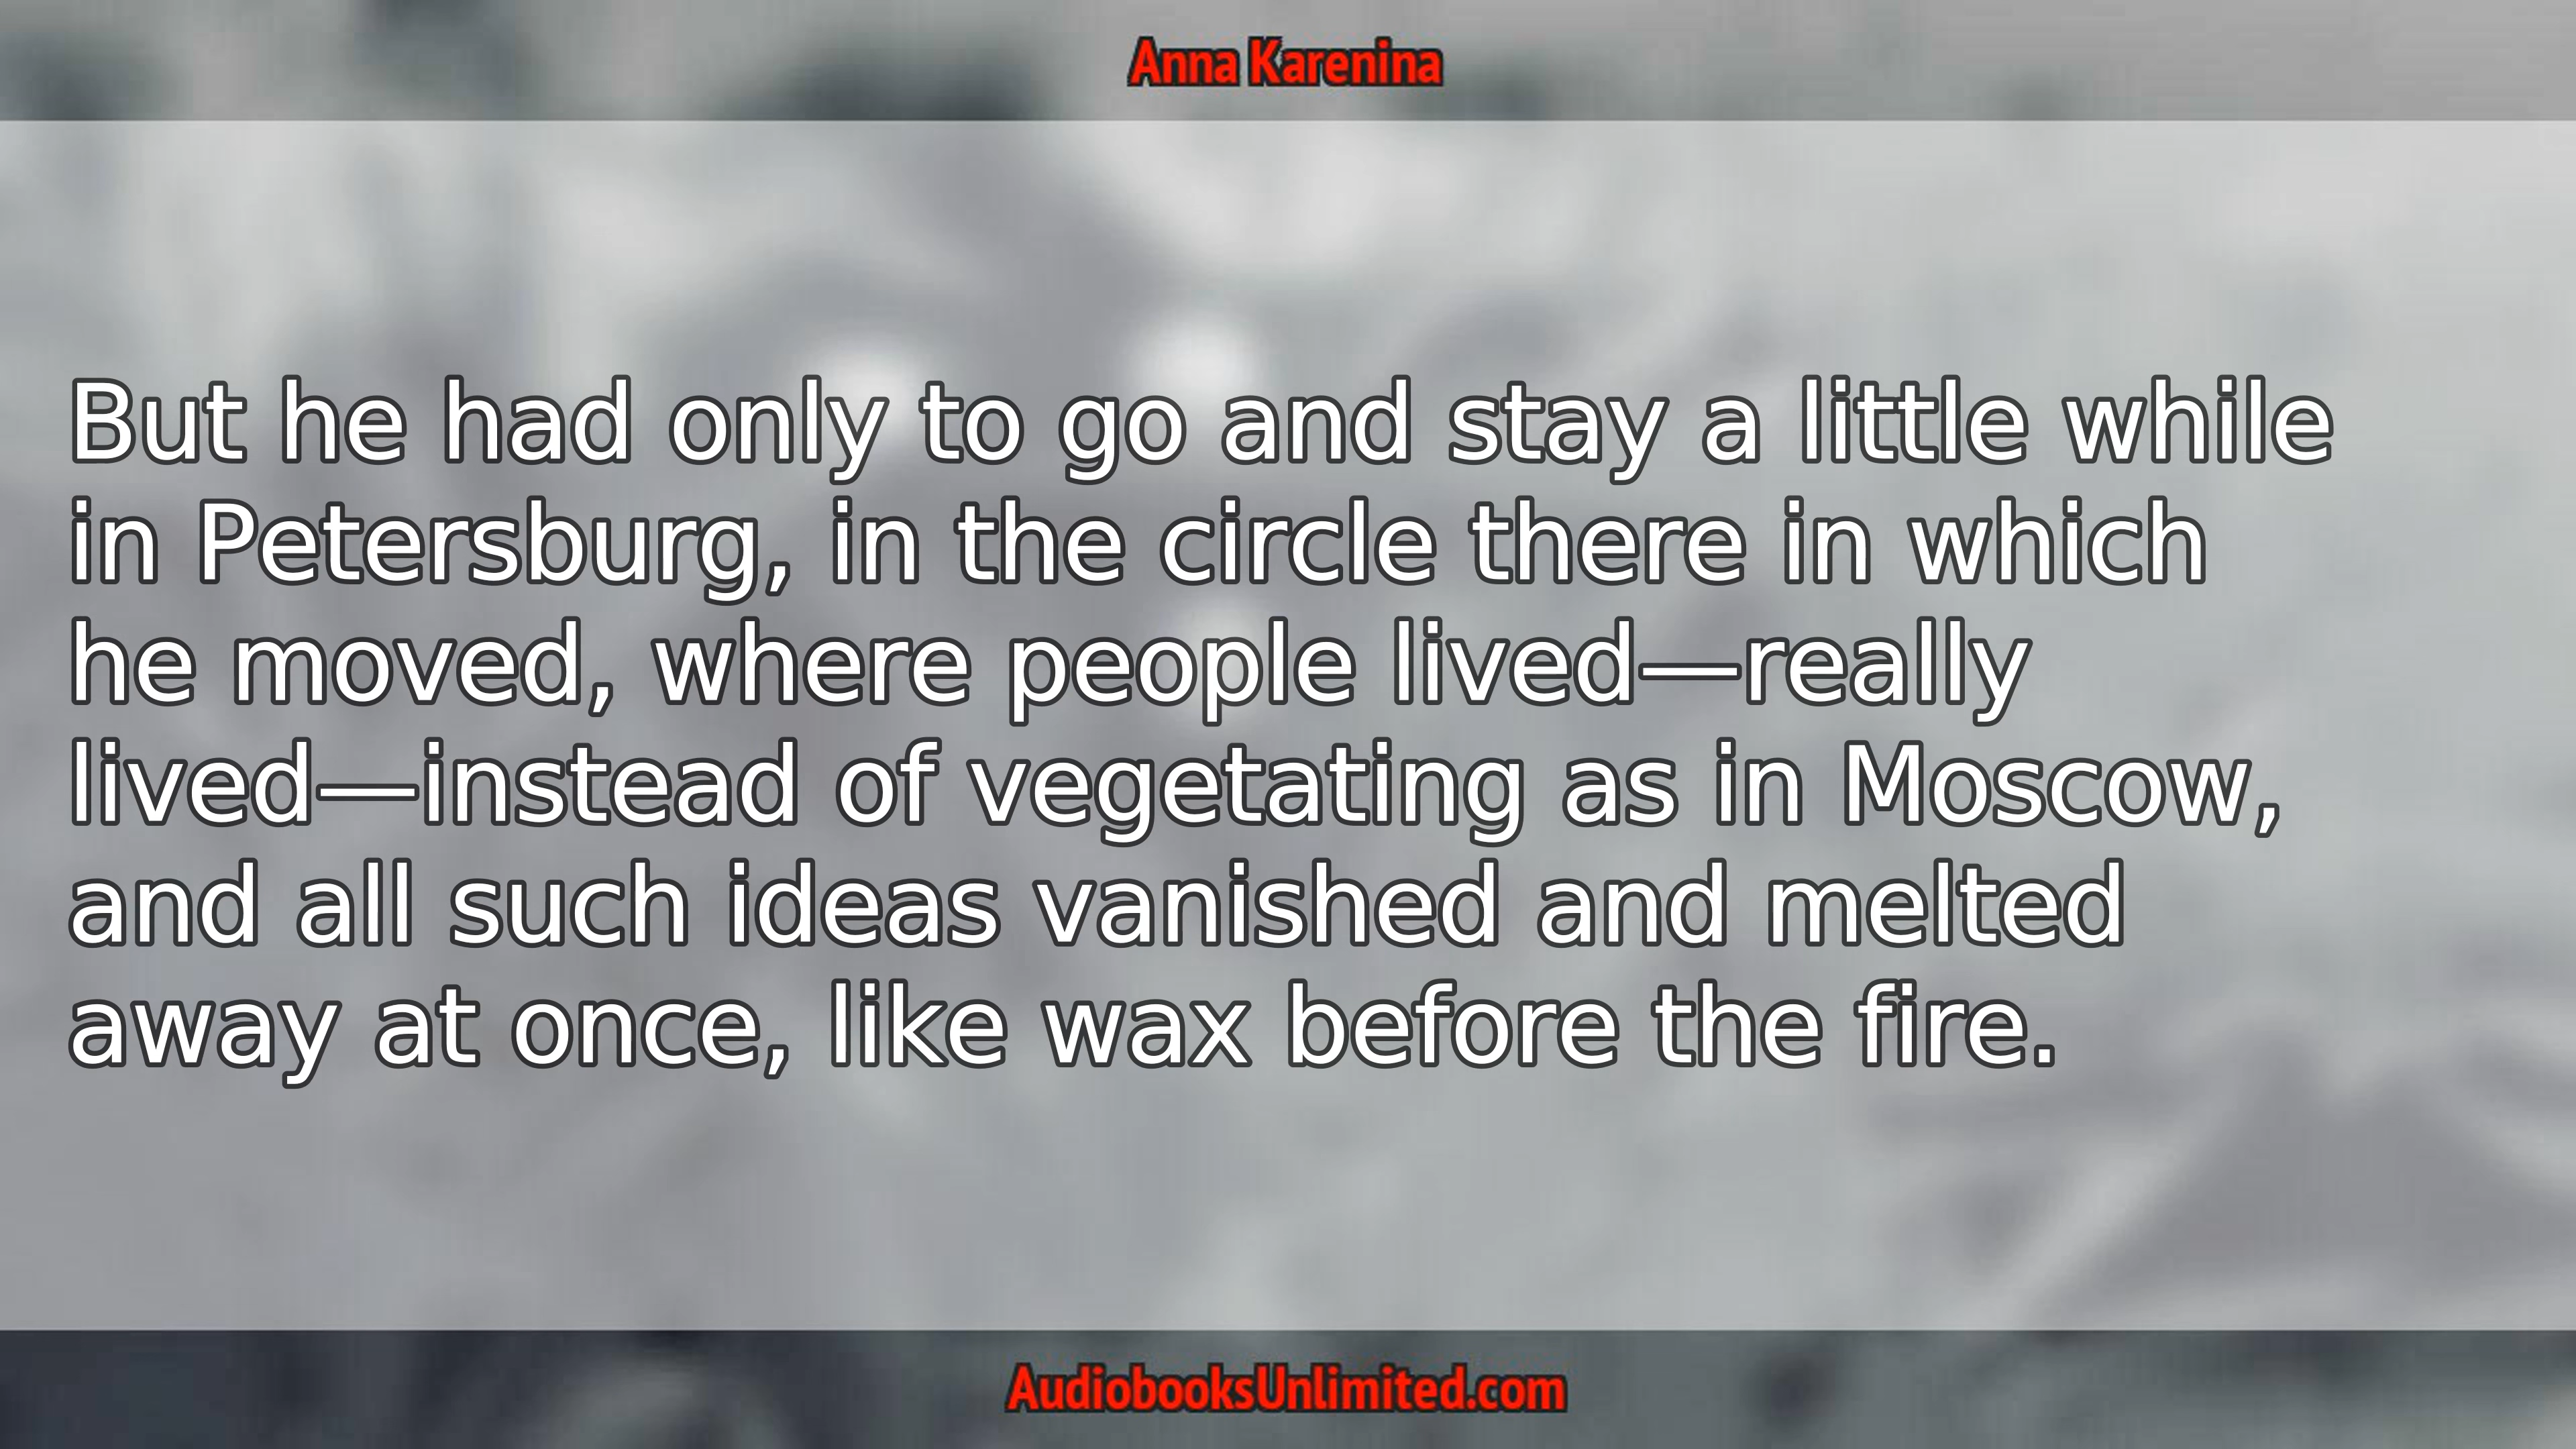 Anna Karenina
But he had only to go and stay a little while
in Petersburg, in the circle there in which
he moved, where people lived—really
lived—instead of vegetating as in Moscow,
and all such ideas vanished and melted
away at once, like wax before the fire.
AudiobooksUnlimited.com